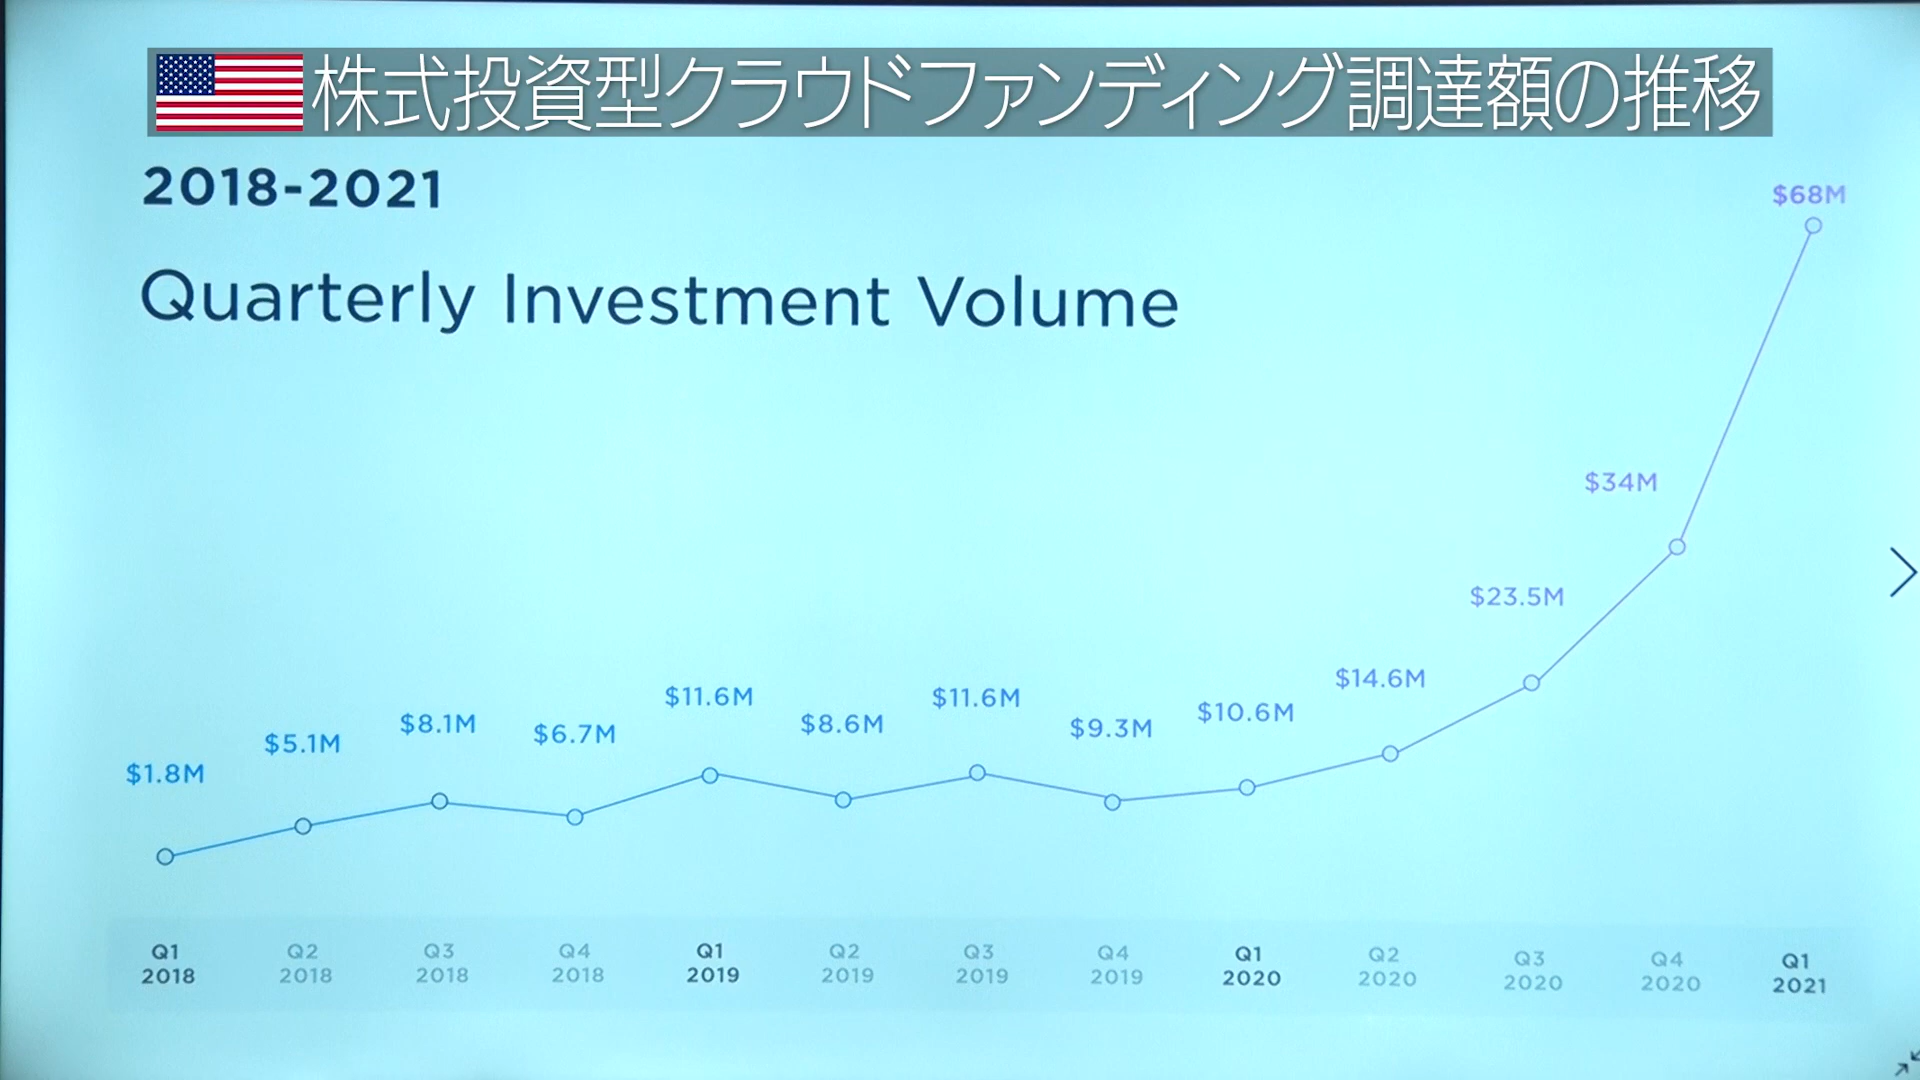 株式投資型クラウドファンディング調達額の推移
2018-2021
Quarterly Investment Volume
$1.8M
$5.1M
$8.1M
$6.7M
$11.6M
$8.6M
$11.6M
$9.3M
$10.6M
$14.6M
$23.5M
$34M
$68M
Q1 2018
Q2 2018
Q3 2018
Q4 2018
Q1 2019
Q2 2019
Q3 2019
Q4 2019
Q1 2020
Q2 2020
Q3 2020
Q4 2020
Q1 2021